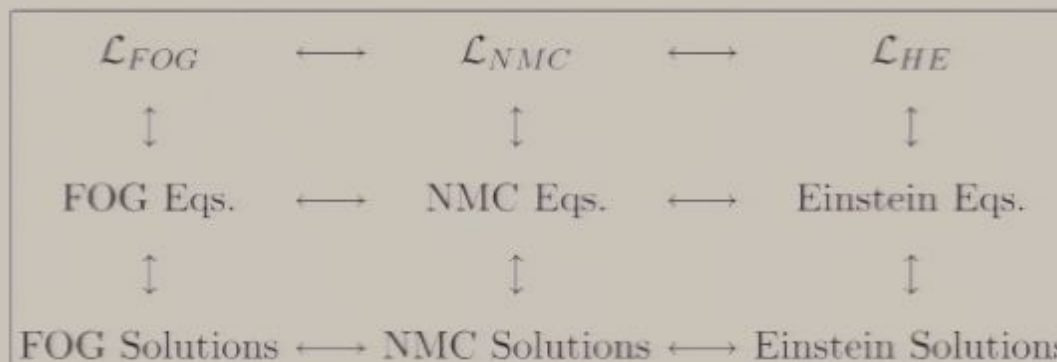 ℒ_FOG ⟷ ℒ_NMC ⟷ ℒ_HE
↕ ↕ ↕
FOG Eqs. ⟷ NMC Eqs. ⟷ Einstein Eqs.
↕ ↕ ↕
FOG Solutions ⟷ NMC Solutions ⟷ Einstein Solutions